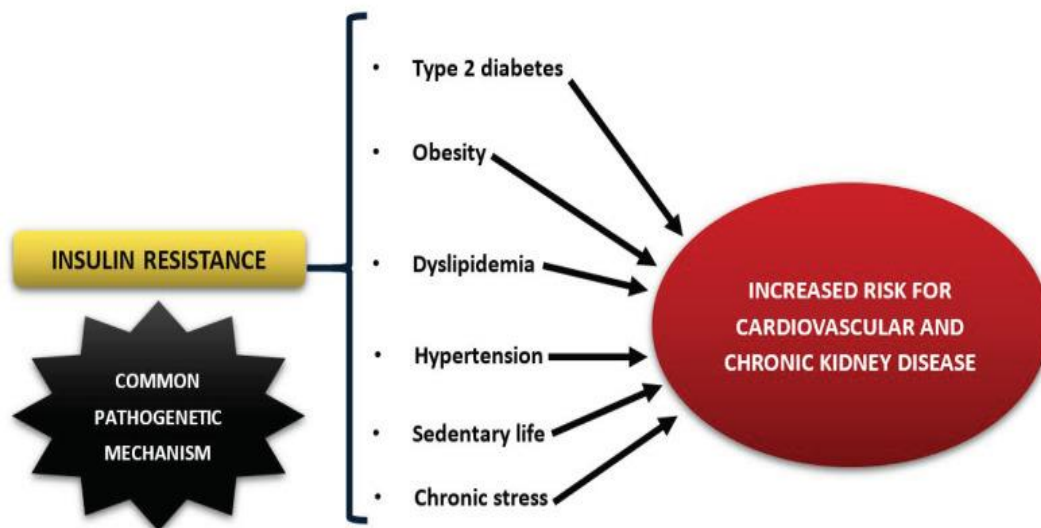 • Type 2 diabetes
• Obesity
INSULIN RESISTANCE
• Dyslipidemia
• Hypertension
• Sedentary life
• Chronic stress
COMMON
PATHOGENETIC
MECHANISM
INCREASED RISK FOR
CARDIOVASCULAR AND
CHRONIC KIDNEY DISEASE